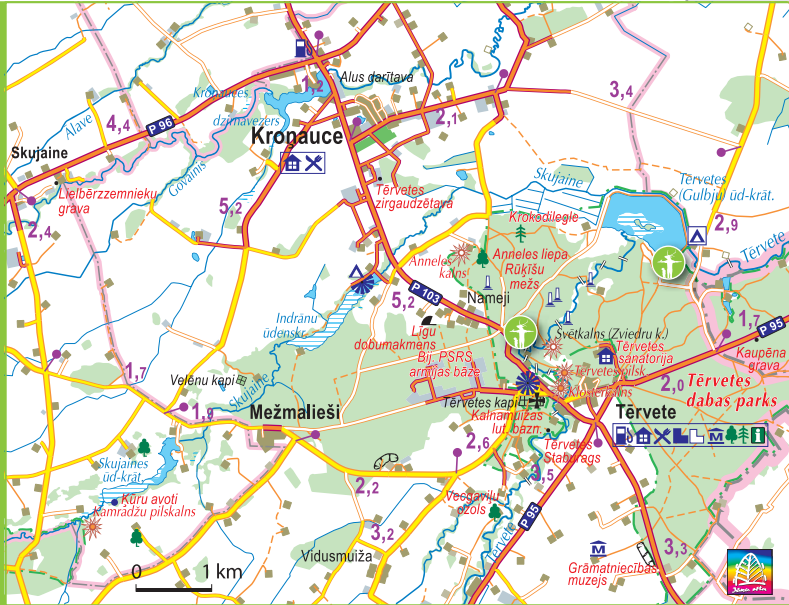 Alus darītava
1,2
Kroņauces
dzirnavezers
3,4
4,4
P 96
Alave
2,1
Kroņauce
Skujaine
Govainis
Lielbērzzemnieku
grava
Tērvetes
zirgaudzētava
Skujaine
Tērvetes
(Gulbju) ūd-krāt.
5,2
2,4
Krokodilegle
2,9
Tērvete
Anneles
kalns
Anneles liepa
Rūķīšu
mežs
5,2
P 103
Nameji
Indrānu
ūdenskr.
Līgu
dobumakmens
Bij. PSRS
armijas bāze
Svētkalns (Zviedru k.)
Tērvetes
sanatorija
1,7
P 95
Kaupēna
grava
1,7
Velēnu kapi
Skujaine
Tērvetes pilsk.
Klosterkalns
2,0
Tērvetes
dabas parks
1,9
Mežmalieši
Tērvetes kapi
Kalnamuižas
lut. bazn.
Tērvete
Skujaines
ūd-krāt.
2,6
Tērvetes
Staburags
3,5
2,2
Kūru avoti
Kamradžu pilskalns
Vecgaviļu
ozols
P 95
3,2
Tērvete
Vidusmuiža
3,3
Grāmatniecības
muzejs
0 1 km